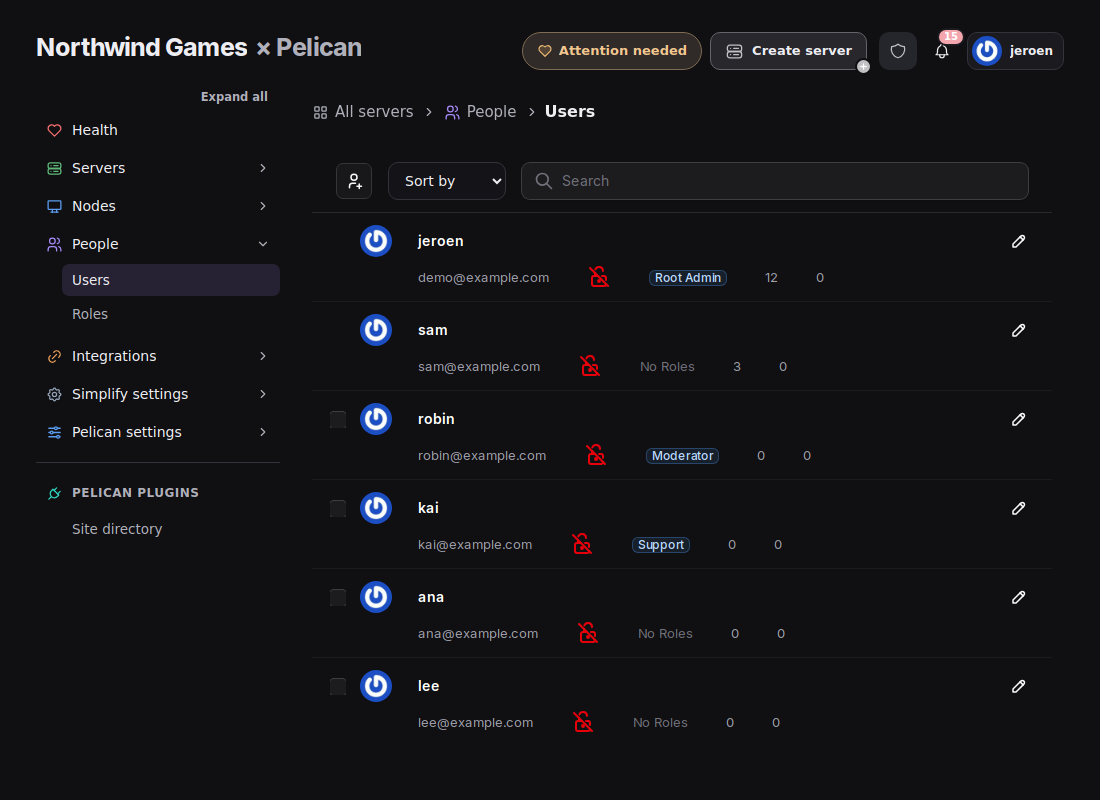 Northwind Games × Pelican
Attention needed
Create server
15
jeroen
Expand all
Health
Servers
Nodes
People
Users
Roles
Integrations
Simplify settings
Pelican settings
PELICAN PLUGINS
Site directory
All servers > People > Users
Sort by
Search
jeroen
demo@example.com Root Admin 12 0
sam
sam@example.com No Roles 3 0
robin
robin@example.com Moderator 0 0
kai
kai@example.com Support 0 0
ana
ana@example.com No Roles 0 0
lee
lee@example.com No Roles 0 0